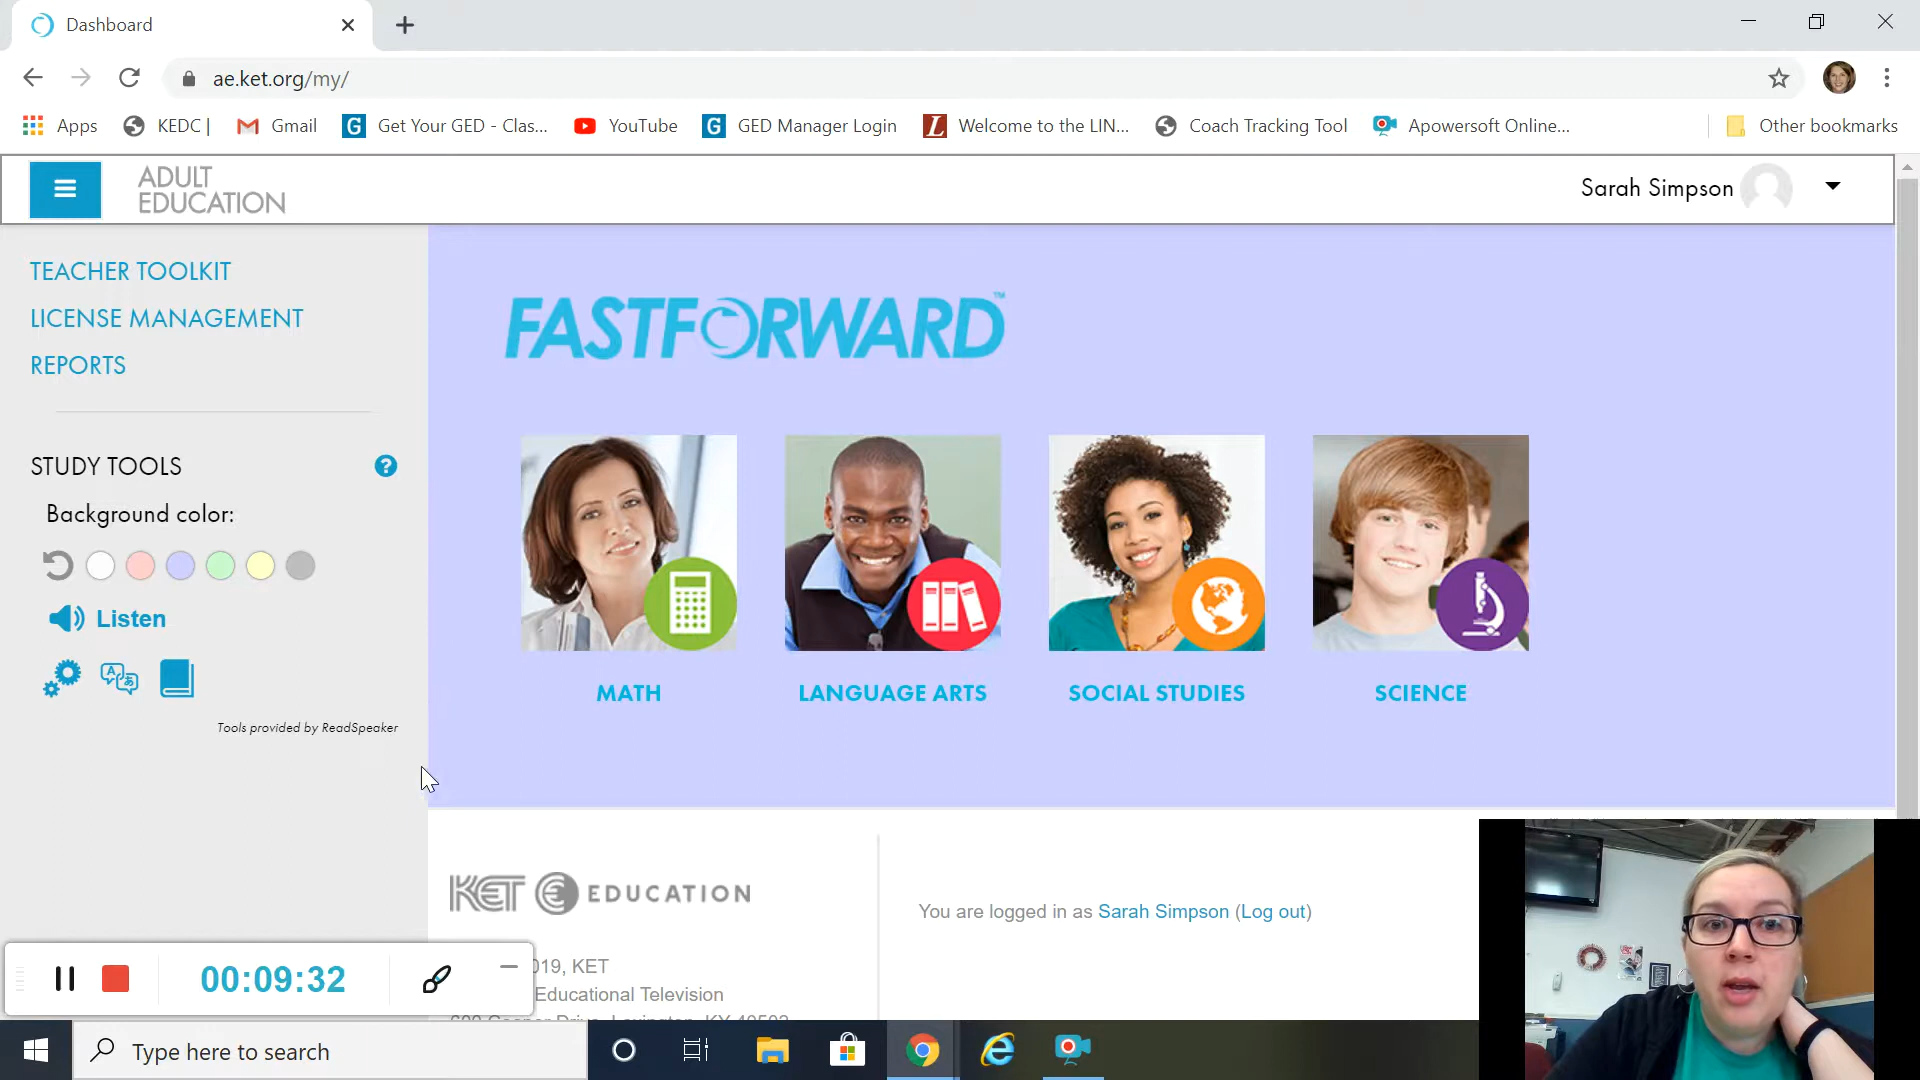 Dashboard
ae.ket.org/my/
Apps
KEDC |
Gmail
G
Get Your GED - Clas...
YouTube
G
GED Manager Login
L
Welcome to the LIN...
Coach Tracking Tool
Apowersoft Online...
Other bookmarks
ADULT
EDUCATION
Sarah Simpson
TEACHER TOOLKIT
LICENSE MANAGEMENT
REPORTS
STUDY TOOLS
?
Background color:
Listen
Tools provided by ReadSpeaker
FASTFORWARD™
MATH
LANGUAGE ARTS
SOCIAL STUDIES
SCIENCE
KET EDUCATION
You are logged in as Sarah Simpson (Log out)
019, KET
Educational Television
00:09:32
Type here to search